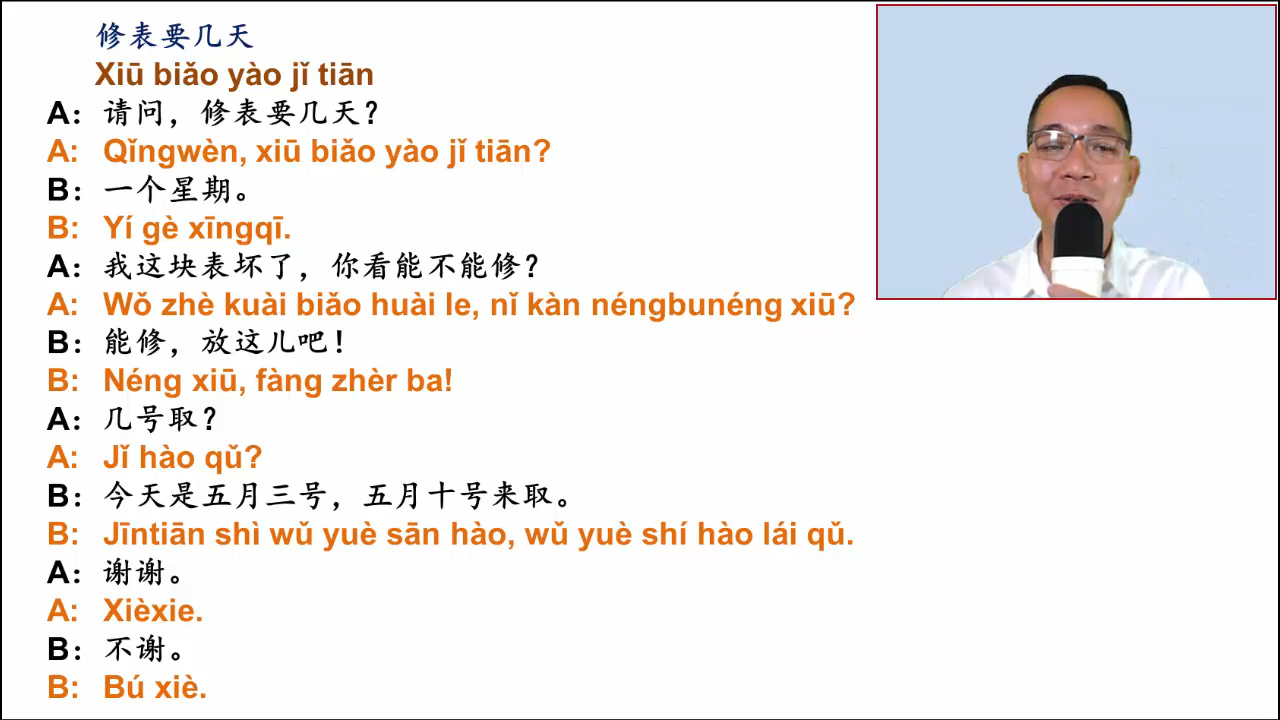 修表要几天
Xiū biǎo yào jǐ tiān
A：请问，修表要几天？
A: Qǐngwèn, xiū biǎo yào jǐ tiān?
B：一个星期。
B: Yí gè xīngqī.
A：我这块表坏了，你看能不能修？
A: Wǒ zhè kuài biǎo huài le, nǐ kàn néngbunéng xiū?
B：能修，放这儿吧！
B: Néng xiū, fàng zhèr ba!
A：几号取？
A: Jǐ hào qǔ?
B：今天是五月三号，五月十号来取。
B: Jīntiān shì wǔ yuè sān hào, wǔ yuè shí hào lái qǔ.
A：谢谢。
A: Xièxie.
B：不谢。
B: Bú xiè.